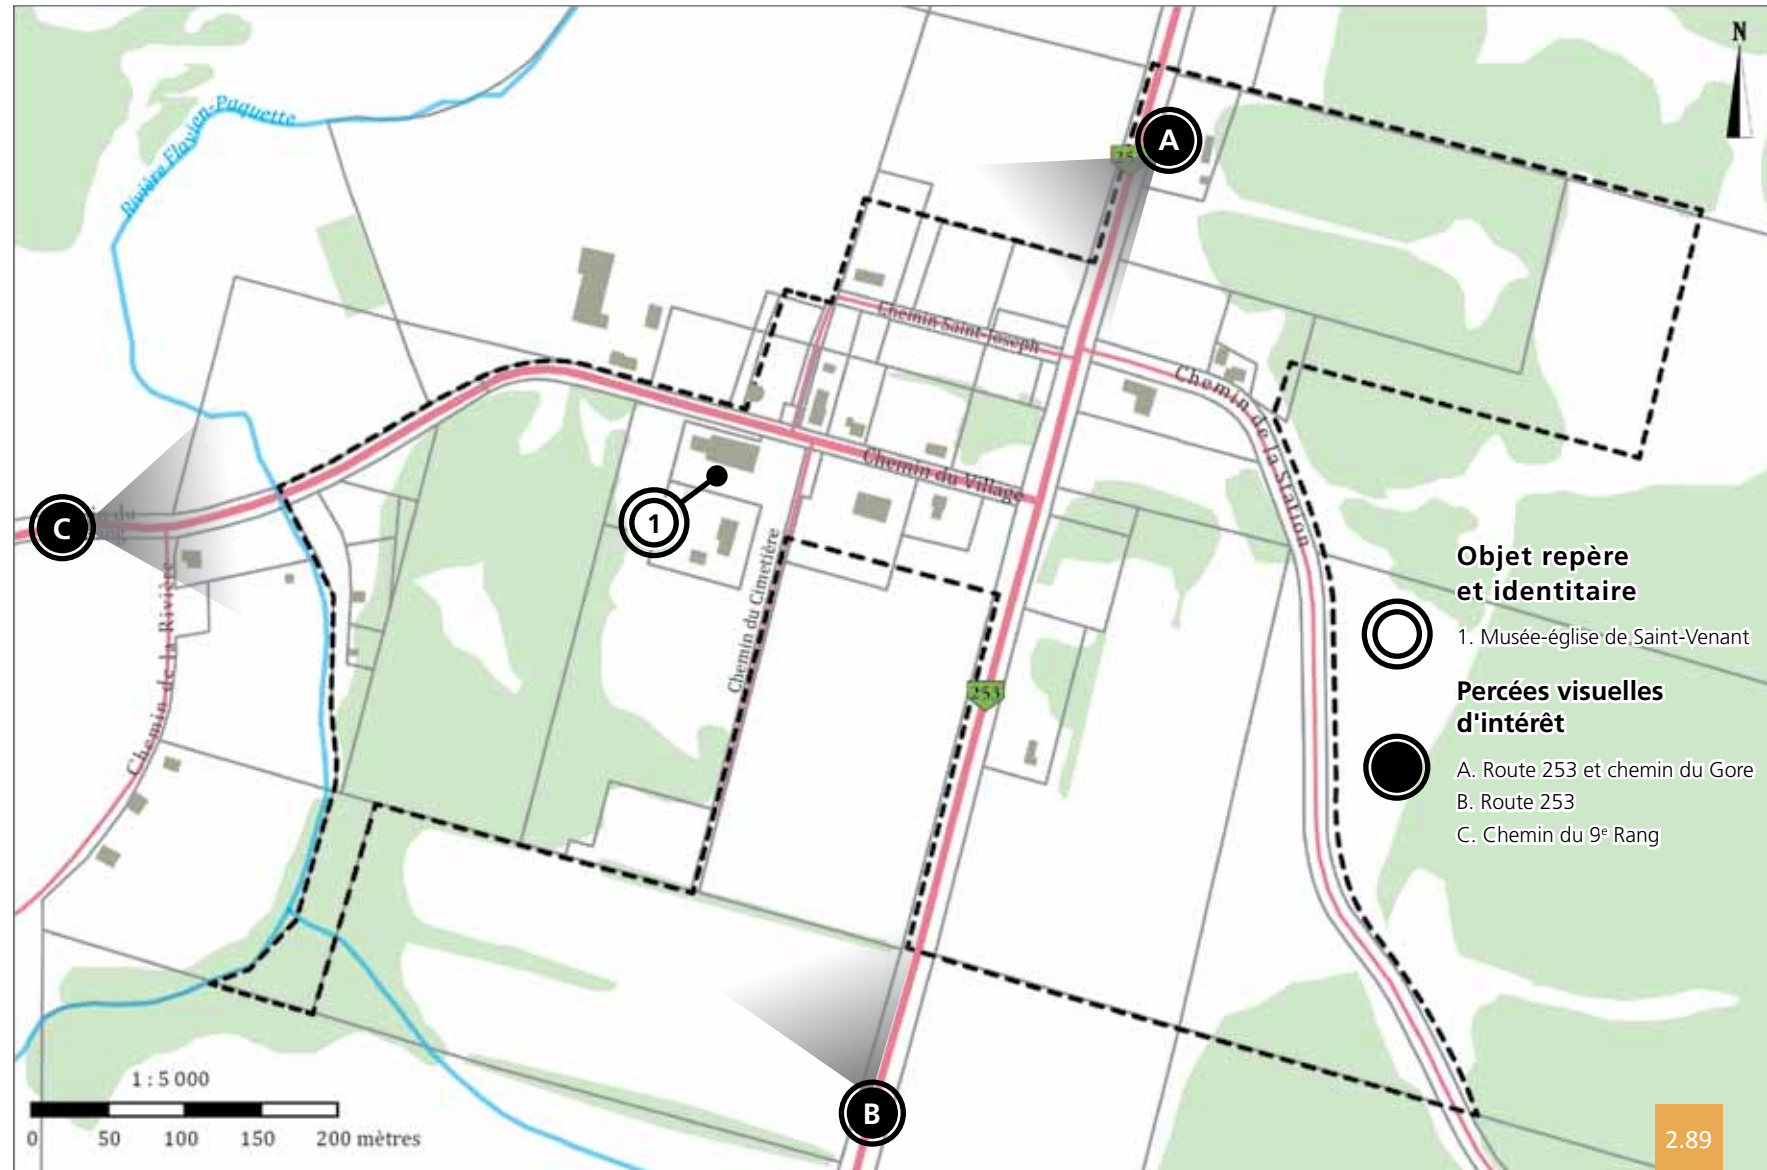 N
Rivière Flavien-Paquette
A
Chemin Saint-Joseph
Chemin de la Station
Chemin du Village
1
C
Chemin de la Rivière
Chemin du Cimetière
253
B
Objet repère
et identitaire
1. Musée-église de Saint-Venant
Percées visuelles
d'intérêt
A. Route 253 et chemin du Gore
B. Route 253
C. Chemin du 9e Rang
1 : 5 000
0 50 100 150 200 mètres
2.89